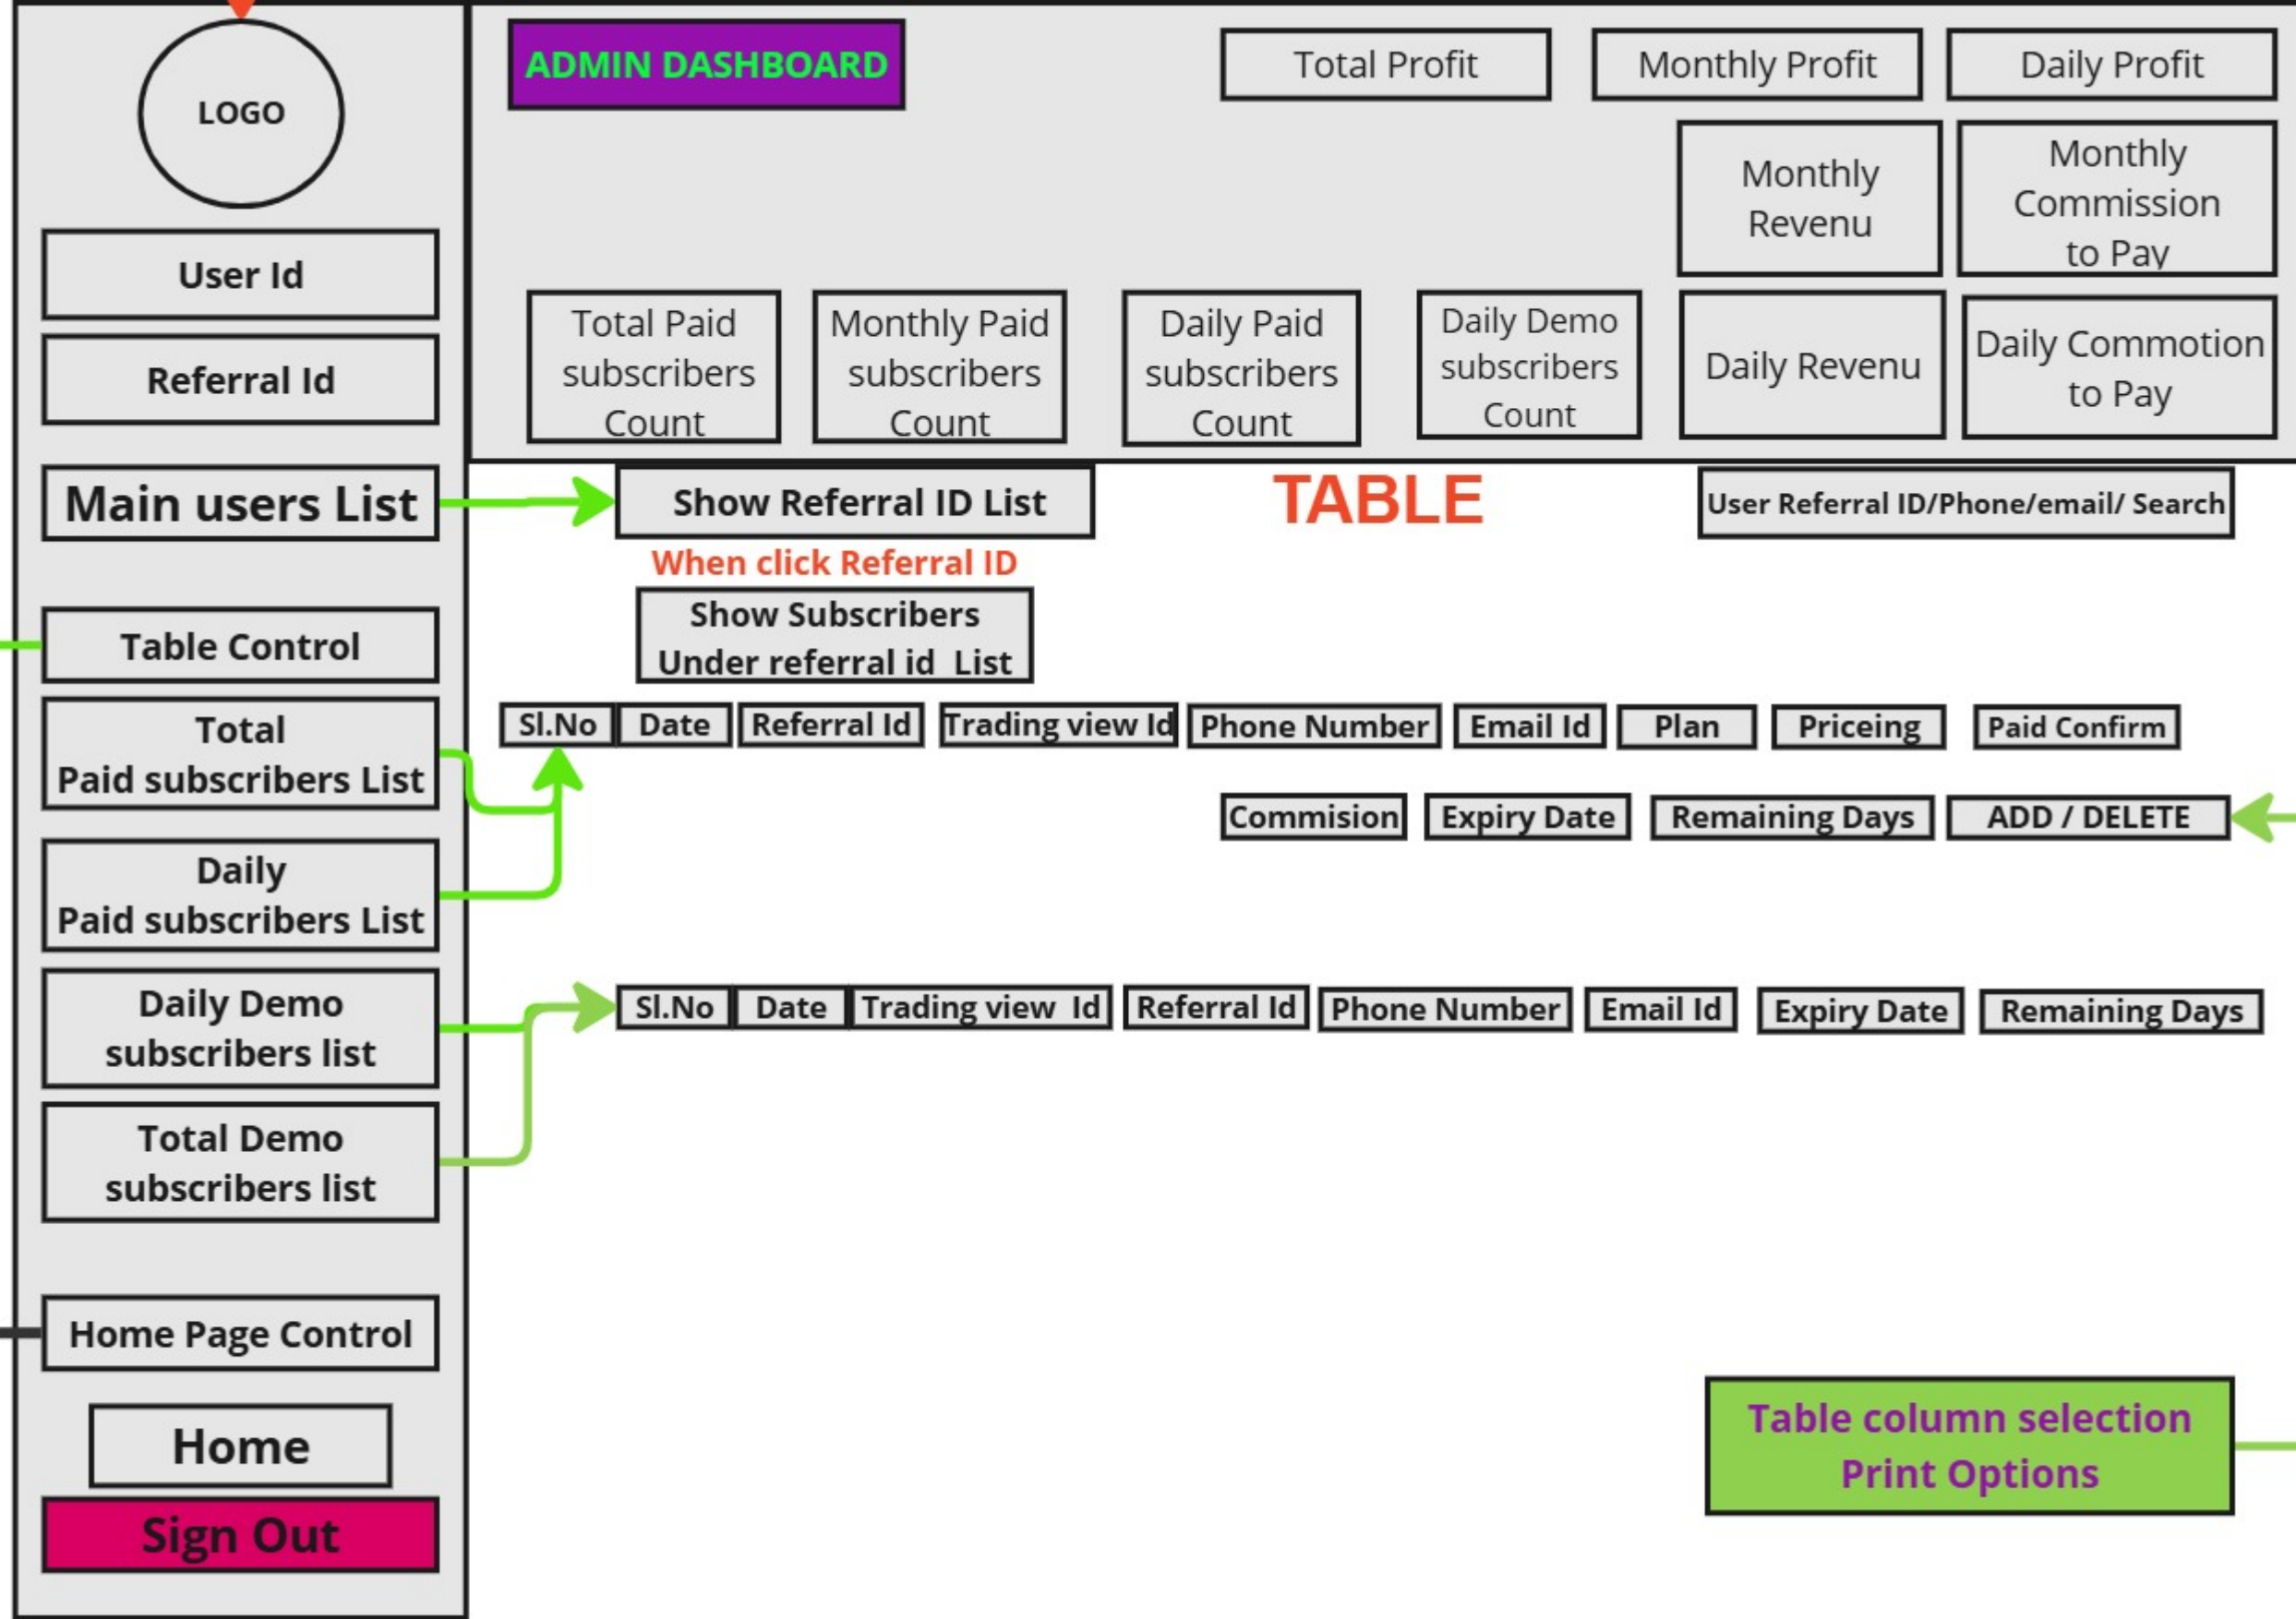 LOGO
User Id
Referral Id
Main users List
Table Control
Total
Paid subscribers List
Daily
Paid subscribers List
Daily Demo
subscribers list
Total Demo
subscribers list
Home Page Control
Home
Sign Out
ADMIN DASHBOARD
Total Profit
Monthly Profit
Daily Profit
Monthly
Revenu
Monthly
Commission
to Pay
Total Paid
subscribers
Count
Monthly Paid
subscribers
Count
Daily Paid
subscribers
Count
Daily Demo
subscribers
Count
Daily Revenu
Daily Commotion
to Pay
Show Referral ID List
TABLE
User Referral ID/Phone/email/ Search
When click Referral ID
Show Subscribers
Under referral id List
Sl.No
Date
Referral Id
Trading view Id
Phone Number
Email Id
Plan
Priceing
Paid Confirm
Commision
Expiry Date
Remaining Days
ADD / DELETE
Sl.No
Date
Trading view Id
Referral Id
Phone Number
Email Id
Expiry Date
Remaining Days
Table column selection
Print Options